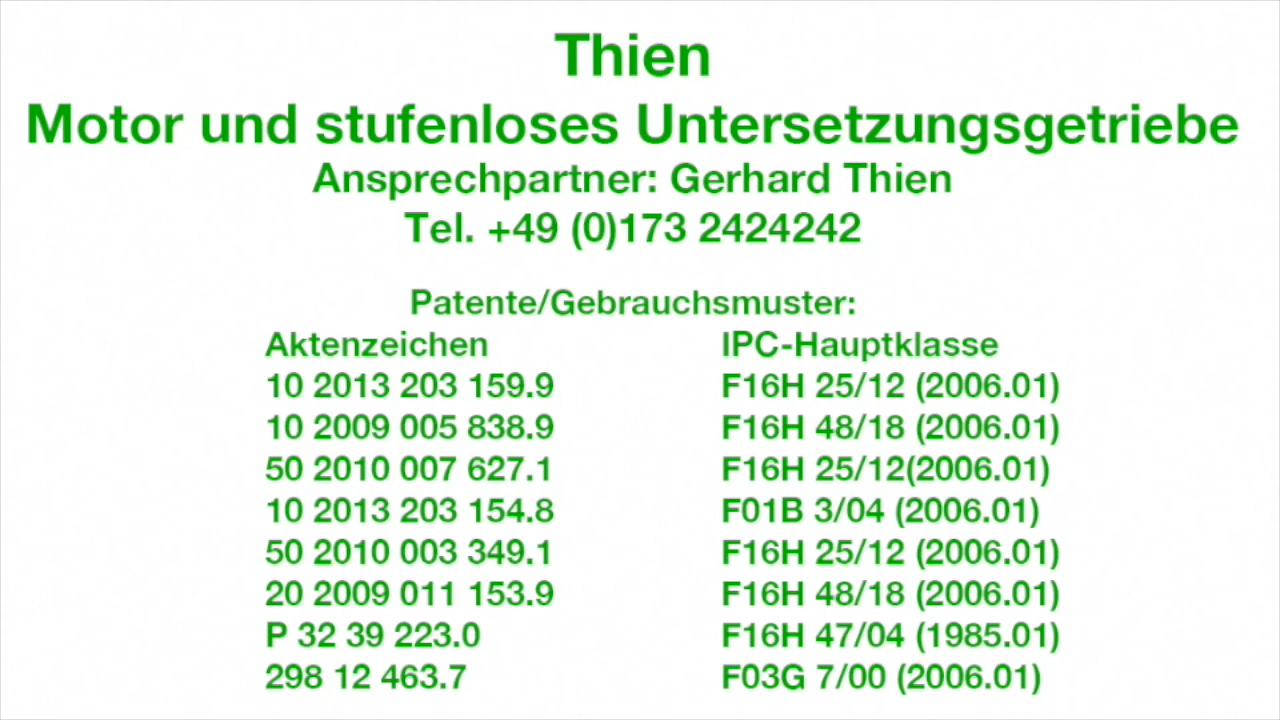 Thien
Motor und stufenloses Untersetzungsgetriebe
Ansprechpartner: Gerhard Thien
Tel. +49 (0)173 2424242
Patente/Gebrauchsmuster:
Aktenzeichen IPC-Hauptklasse
10 2013 203 159.9 F16H 25/12 (2006.01)
10 2009 005 838.9 F16H 48/18 (2006.01)
50 2010 007 627.1 F16H 25/12(2006.01)
10 2013 203 154.8 F01B 3/04 (2006.01)
50 2010 003 349.1 F16H 25/12 (2006.01)
20 2009 011 153.9 F16H 48/18 (2006.01)
P 32 39 223.0 F16H 47/04 (1985.01)
298 12 463.7 F03G 7/00 (2006.01)